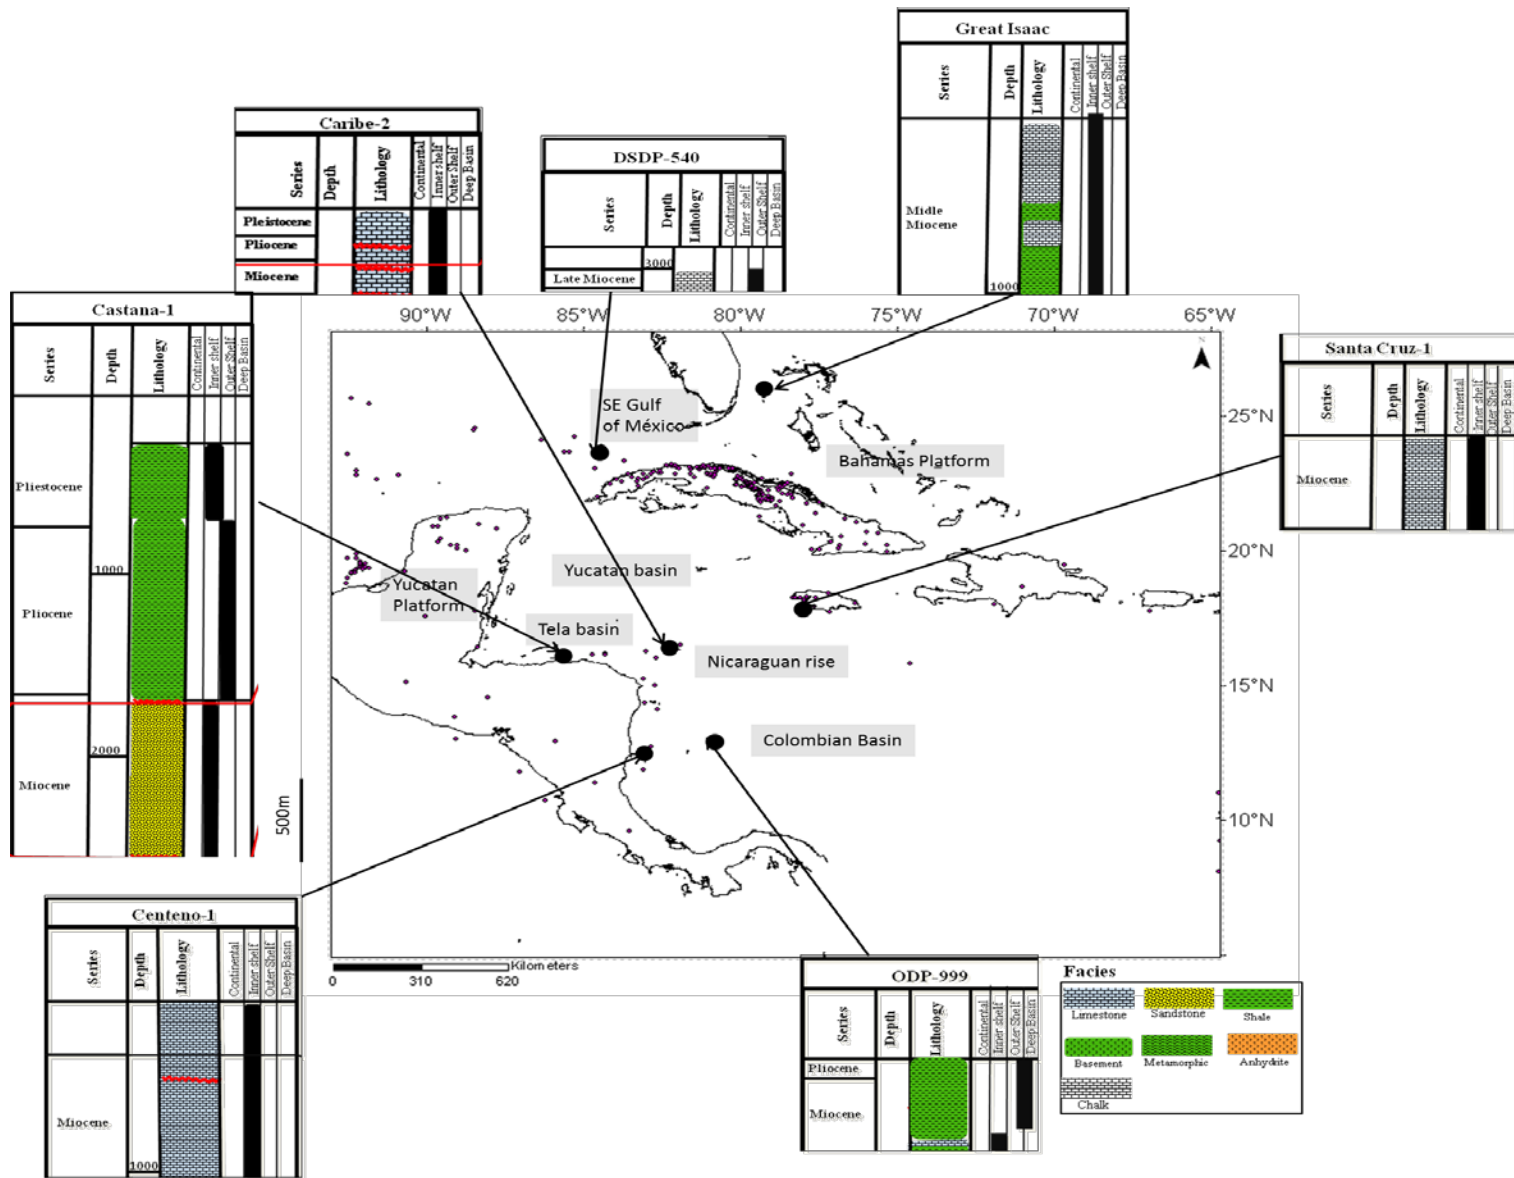 Great Isaac
Series
Depth
Lithology
Continental
Inner shelf
Outer Shelf
Deep Basin
Midle
Miocene
1000
Caribe-2
Series
Depth
Lithology
Continental
Inner shelf
Outer Shelf
Deep Basin
Pleistocene
Pliocene
Miocene
DSDP-540
Series
Depth
Lithology
Continental
Inner shelf
Outer Shelf
Deep Basin
3000
Late Miocene
Castana-1
Series
Depth
Lithology
Continental
Inner shelf
Outer Shelf
Deep Basin
Pliestocene
1000
Pliocene
2000
Miocene
500m
Santa Cruz-1
Series
Depth
Lithology
Continental
Inner shelf
Outer Shelf
Deep Basin
Miocene
90°W
85°W
80°W
75°W
70°W
65°W
N
25°N
20°N
15°N
10°N
SE Gulf
of México
Bahamas Platform
Yucatan basin
Yucatan
Platform
Tela basin
Nicaraguan rise
Colombian Basin
Kilometers
0
310
620
Centeno-1
Series
Depth
Lithology
Continental
Inner shelf
Outer Shelf
Deep Basin
Miocene
1000
ODP-999
Series
Depth
Lithology
Continental
Inner shelf
Outer Shelf
Deep Basin
Pliocene
Miocene
Facies
Limestone
Sandstone
Shale
Basement
Metamorphic
Anhydrite
Chalk